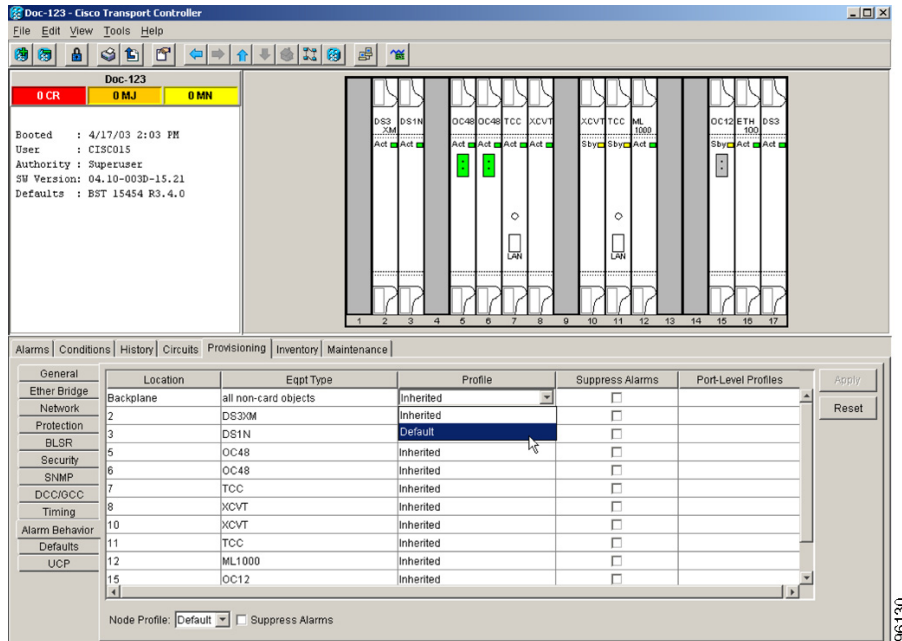 Doc-123 - Cisco Transport Controller
File Edit View Tools Help
Doc-123
0 CR 0 MJ 0 MN
Booted : 4/17/03 2:03 PM
User : CISCO15
Authority : Superuser
SW Version: 04.10-003D-15.21
Defaults : BST 15454 R3.4.0
DS3 XM DS1N OC48 OC48 TCC XCVT XCVT TCC ML 1000 OC12 ETH 100 DS3
Act Act Act Act Act Act Sby Sby Act Sby Act Act
LAN LAN
1 2 3 4 5 6 7 8 9 10 11 12 13 14 15 16 17
Alarms Conditions History Circuits Provisioning Inventory Maintenance
General
Ether Bridge
Network
Protection
BLSR
Security
SNMP
DCC/GCC
Timing
Alarm Behavior
Defaults
UCP
Location Eqpt Type Profile Suppress Alarms Port-Level Profiles
Backplane all non-card objects Inherited
2 DS3XM Inherited
3 DS1N Default
5 OC48 Inherited
6 OC48 Inherited
7 TCC Inherited
8 XCVT Inherited
10 XCVT Inherited
11 TCC Inherited
12 ML1000 Inherited
15 OC12 Inherited
Apply
Reset
Node Profile: Default Suppress Alarms
96130